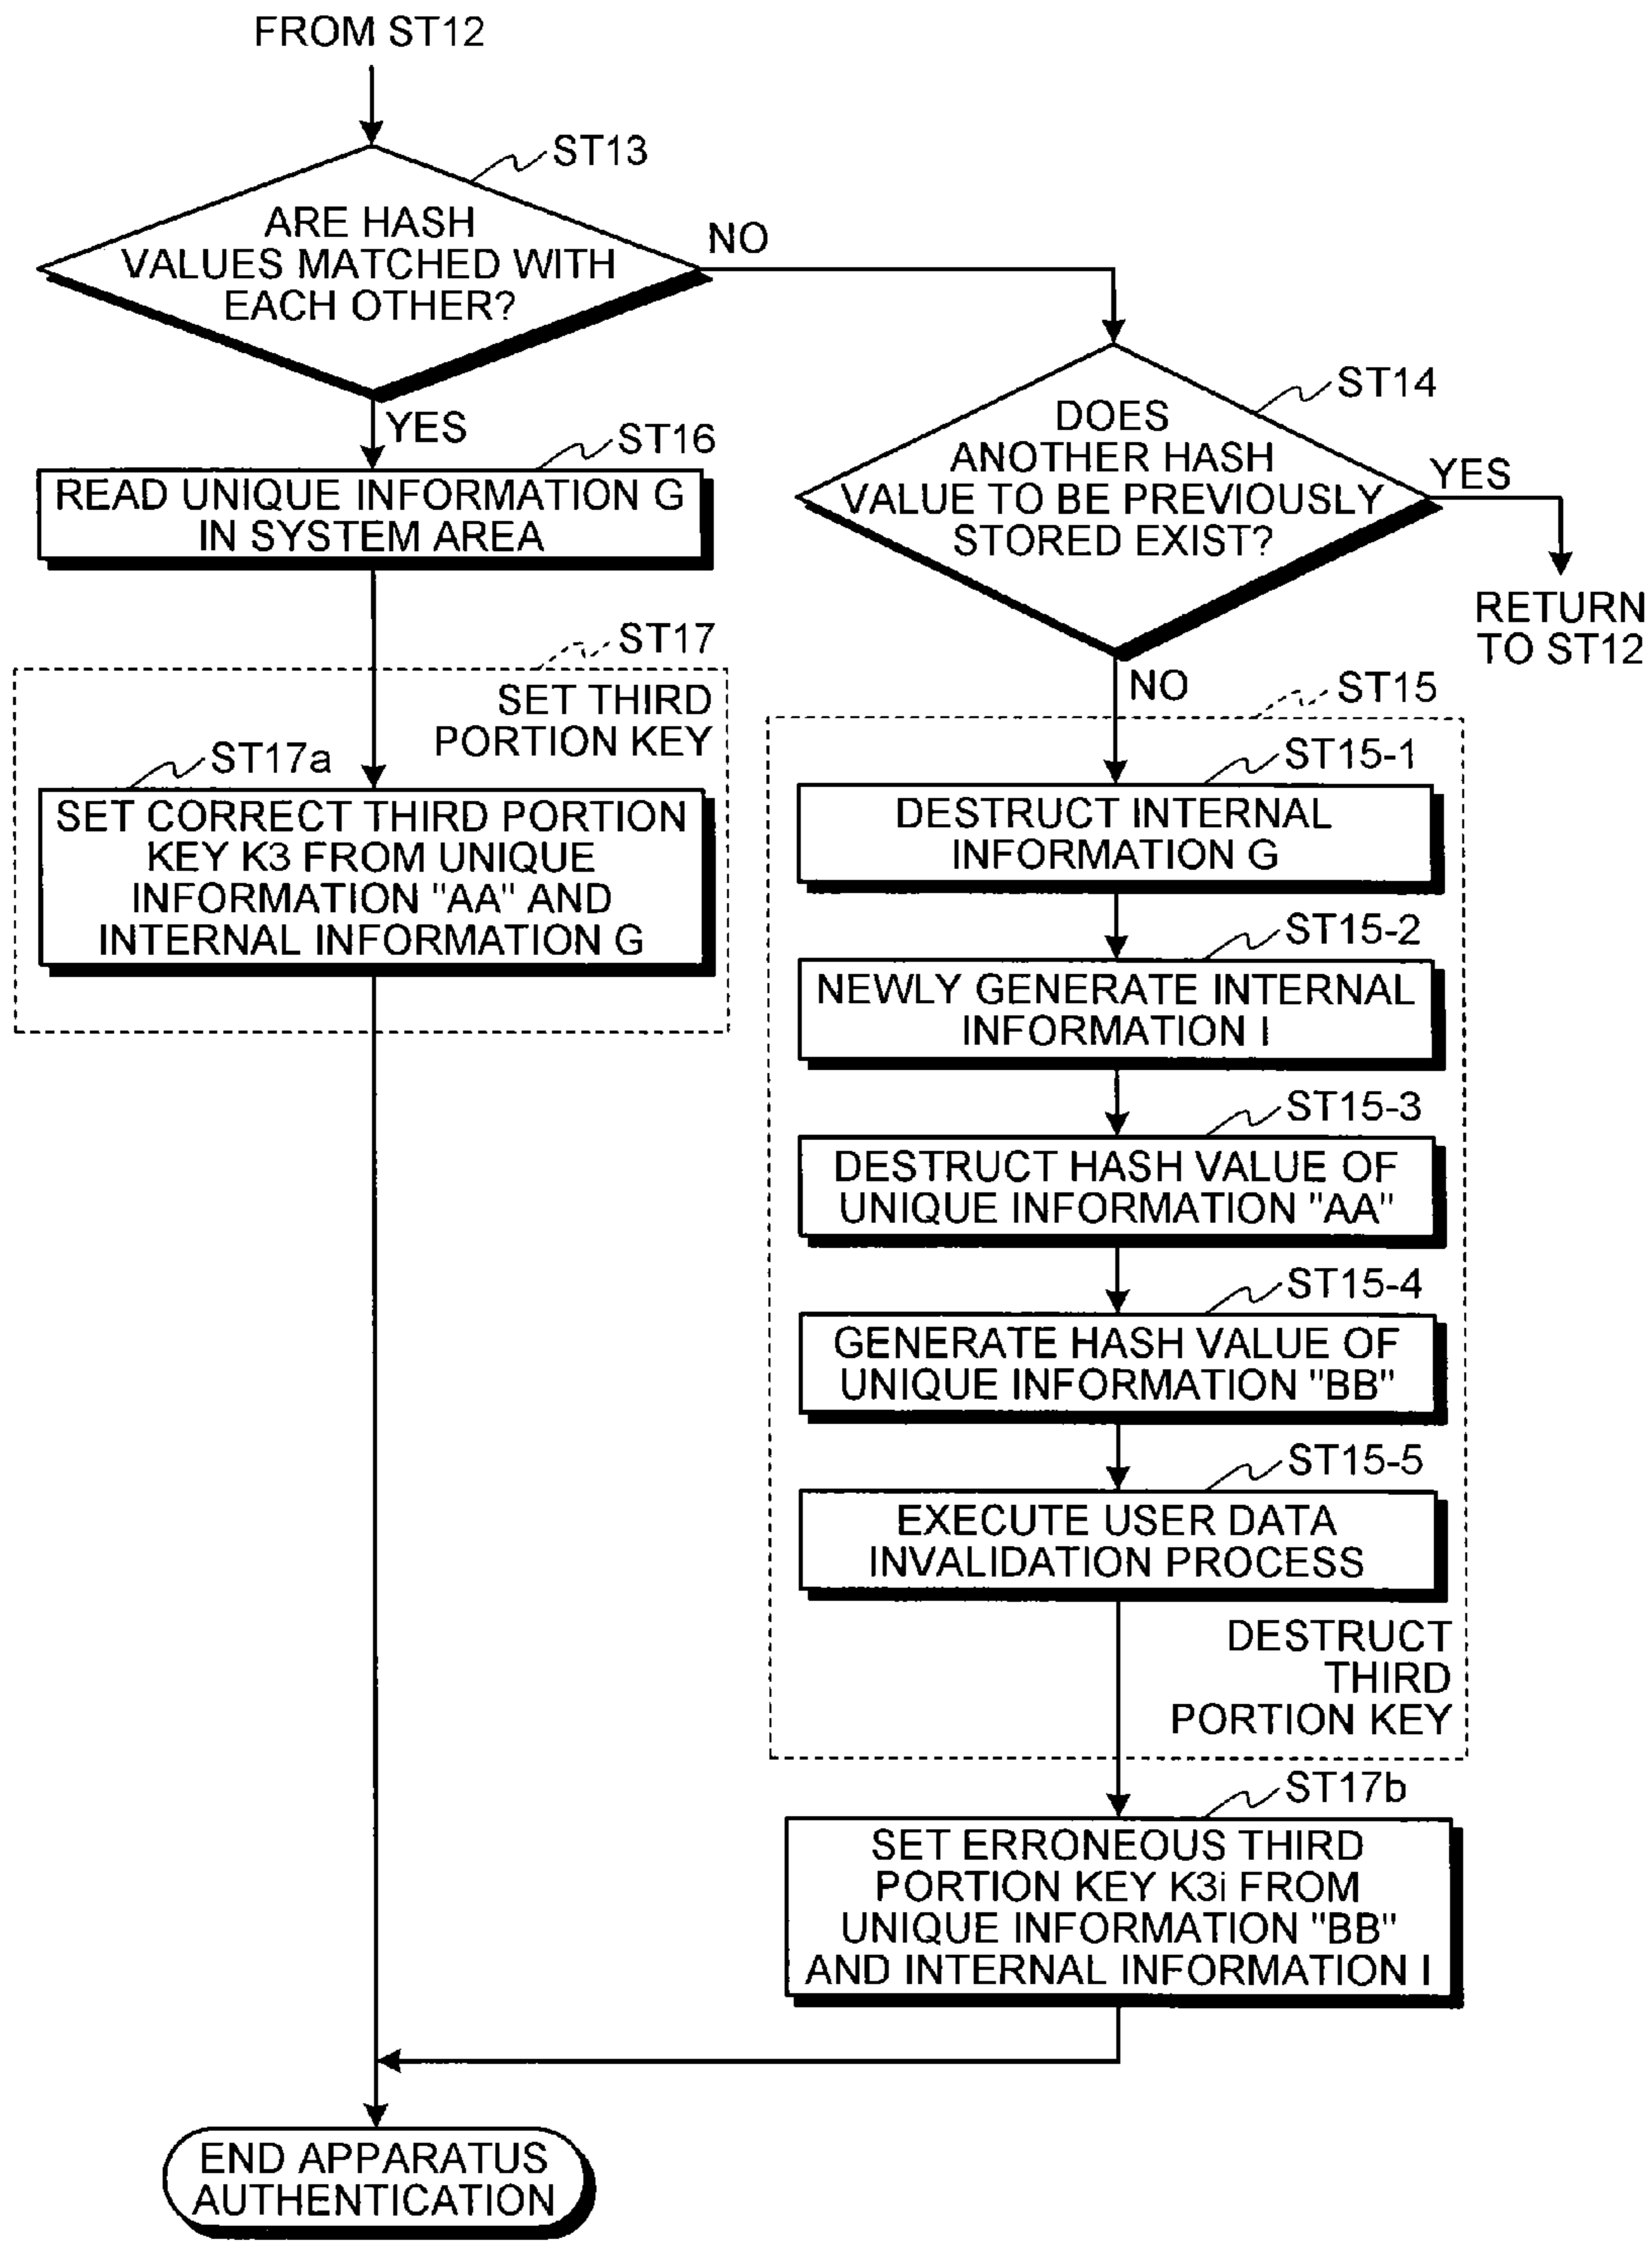 FROM ST12
ST13
ARE HASH
VALUES MATCHED WITH
EACH OTHER?
NO
YES
ST14
DOES
ANOTHER HASH
VALUE TO BE PREVIOUSLY
STORED EXIST?
YES
RETURN
TO ST12
NO
ST16
READ UNIQUE INFORMATION G
IN SYSTEM AREA
ST17
SET THIRD
PORTION KEY
ST17a
SET CORRECT THIRD PORTION
KEY K3 FROM UNIQUE
INFORMATION "AA" AND
INTERNAL INFORMATION G
ST15
ST15-1
DESTRUCT INTERNAL
INFORMATION G
ST15-2
NEWLY GENERATE INTERNAL
INFORMATION I
ST15-3
DESTRUCT HASH VALUE OF
UNIQUE INFORMATION "AA"
ST15-4
GENERATE HASH VALUE OF
UNIQUE INFORMATION "BB"
ST15-5
EXECUTE USER DATA
INVALIDATION PROCESS
DESTRUCT
THIRD
PORTION KEY
ST17b
SET ERRONEOUS THIRD
PORTION KEY K3i FROM
UNIQUE INFORMATION "BB"
AND INTERNAL INFORMATION I
END APPARATUS
AUTHENTICATION